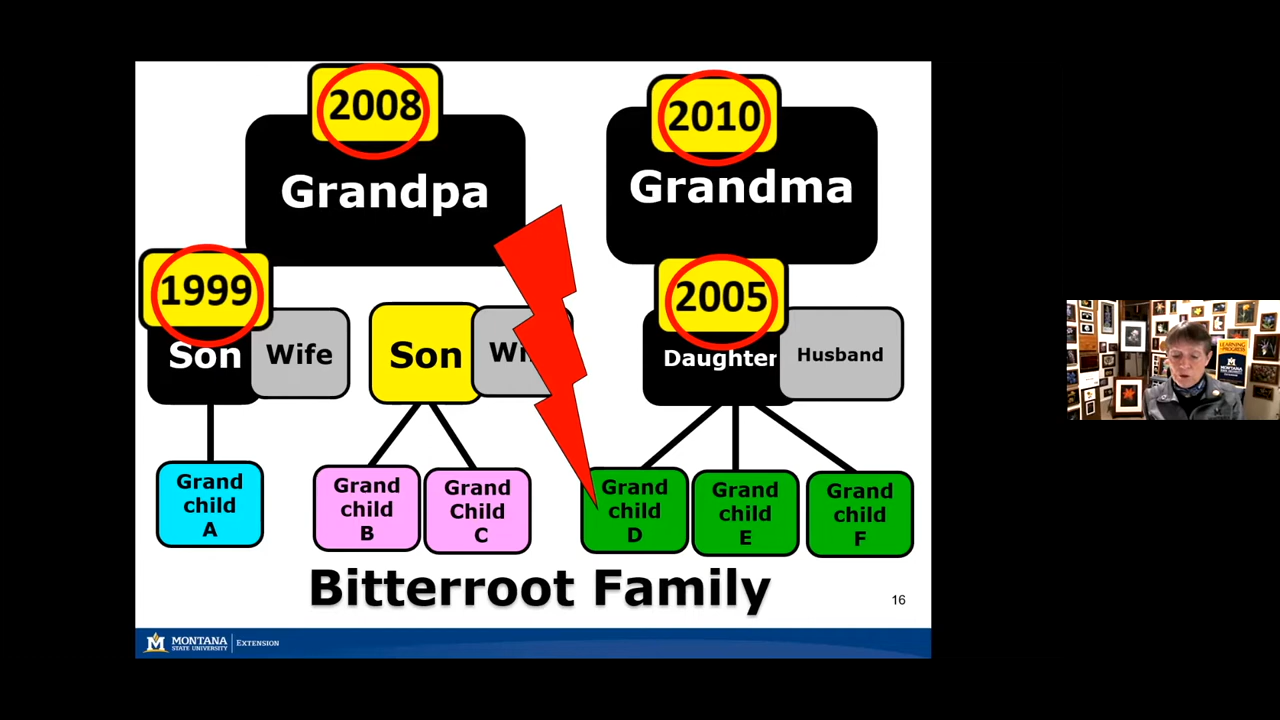 2008
2010
Grandpa
Grandma
1999
2005
Son
Wife
Son
Daughter
Husband
Grand
child
A
Grand
child
B
Grand
Child
C
Grand
child
D
Grand
child
E
Grand
child
F
Bitterroot Family
16
M MONTANA
STATE UNIVERSITY
EXTENSION